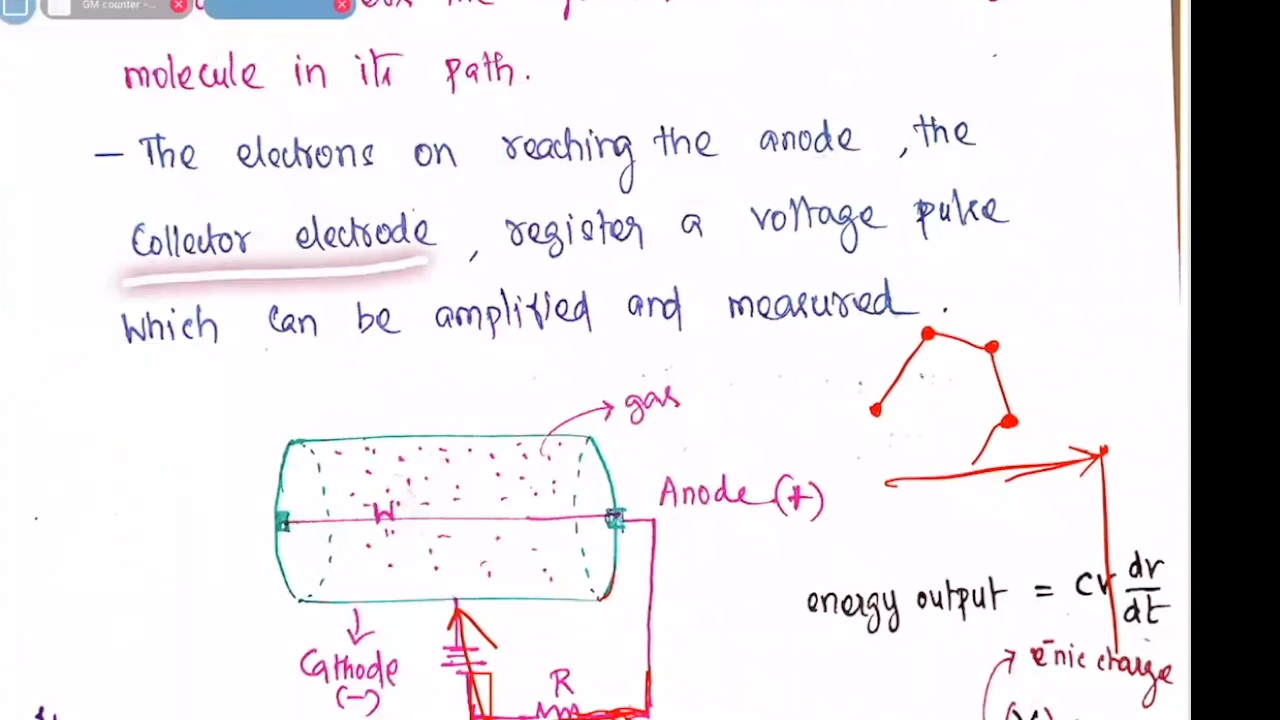 GM counter -...
molecule in its path.
— The electrons on reaching the anode, the
Collector electrode, register a voltage pulse
which can be amplified and measured.
gas
W
Anode (+)
energy output = cv dv/dt
Cathode
(-)
R
e⁻nic charge